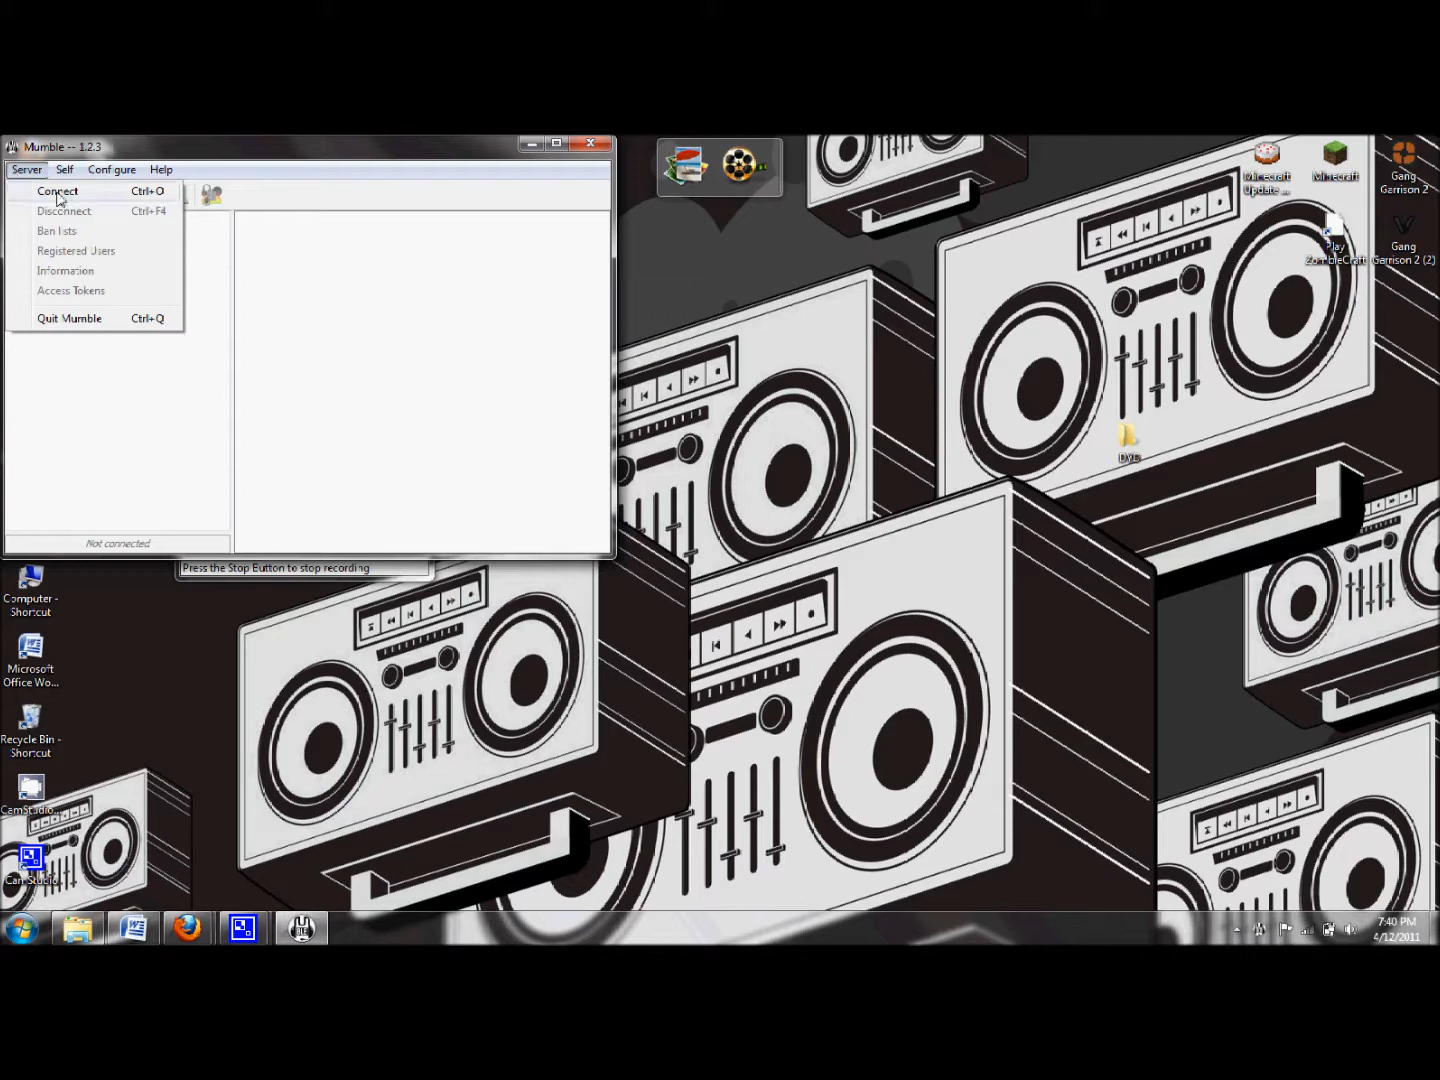 Mumble -- 1.2.3
Server Self Configure Help
Connect Ctrl+O
Disconnect Ctrl+F4
Ban lists
Registered Users
Information
Access Tokens
Quit Mumble Ctrl+Q
Not connected
Press the Stop Button to stop recording
Minecraft Update ...
Minecraft
Gang Garrison 2
Play ZombieCraft
Gang Garrison 2 (2)
DVD
Computer - Shortcut
Microsoft Office Wo...
Recycle Bin - Shortcut
CamStudio
Cam Studio
7:40 PM
4/12/2011